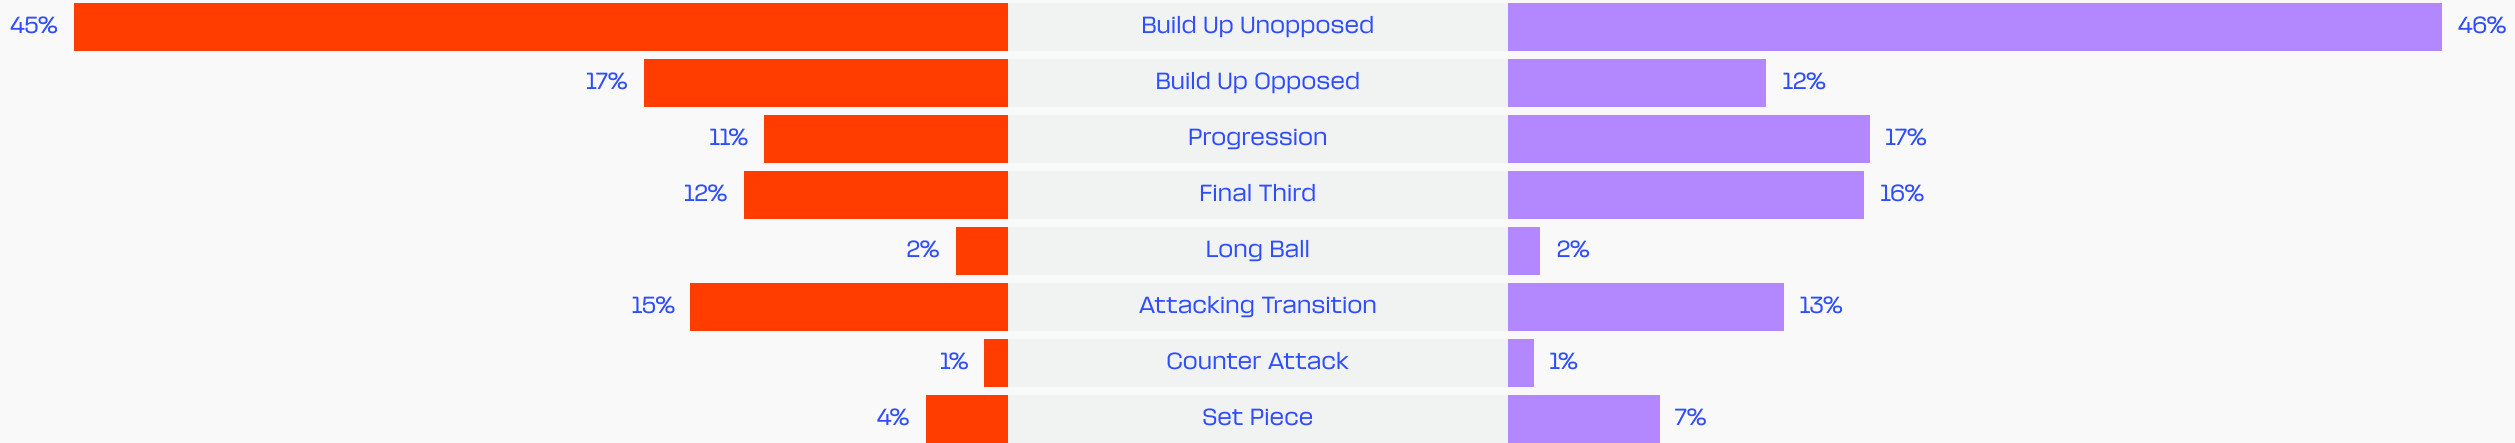 45% Build Up Unopposed 46%
17% Build Up Opposed 12%
11% Progression 17%
12% Final Third 16%
2% Long Ball 2%
15% Attacking Transition 13%
1% Counter Attack 1%
4% Set Piece 7%